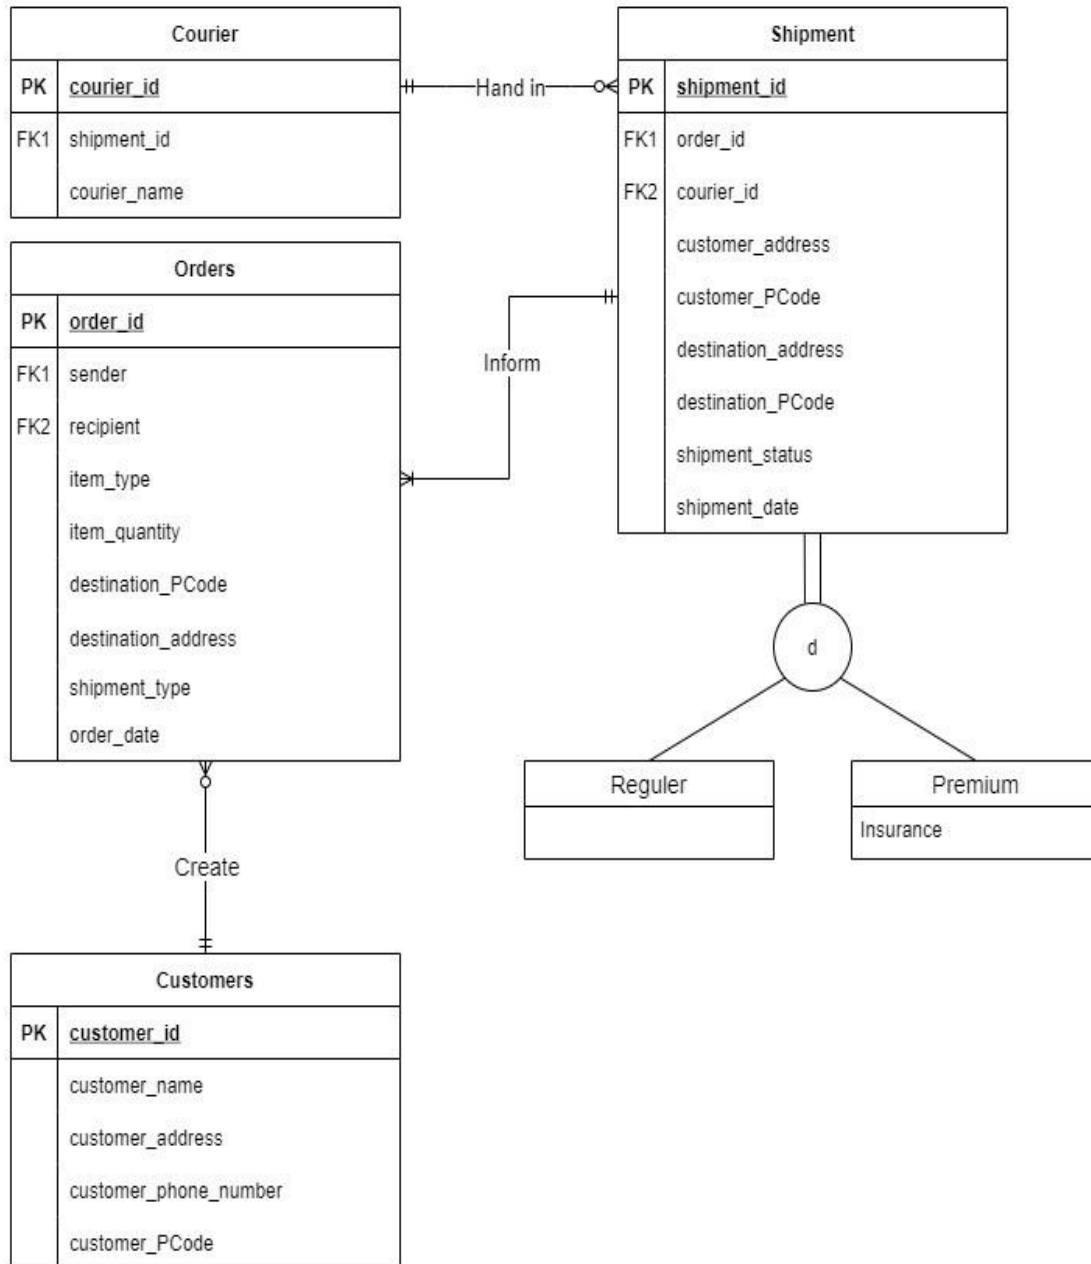 Courier
PK courier_id
FK1 shipment_id
courier_name
Hand in
Shipment
PK shipment_id
FK1 order_id
FK2 courier_id
customer_address
customer_PCode
destination_address
destination_PCode
shipment_status
shipment_date
Orders
PK order_id
FK1 sender
FK2 recipient
item_type
item_quantity
destination_PCode
destination_address
shipment_type
order_date
Inform
d
Reguler
Premium
Insurance
Create
Customers
PK customer_id
customer_name
customer_address
customer_phone_number
customer_PCode